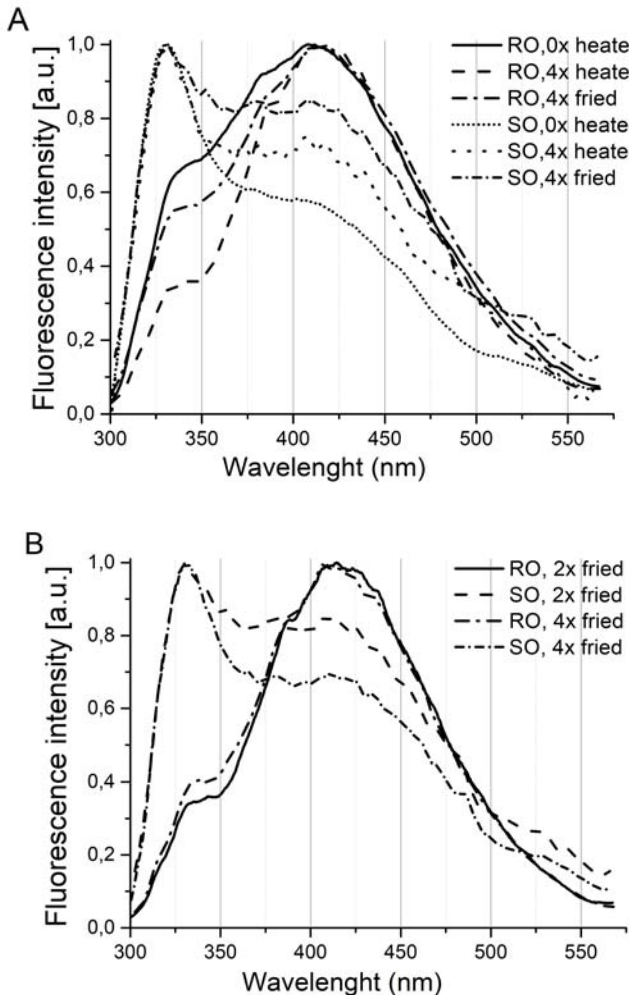 A
Fluorescence intensity [a.u.]
1,0
0,8
0,6
0,4
0,2
0,0
300 350 400 450 500 550
Wavelenght (nm)
RO,0x heate
RO,4x heate
RO,4x fried
SO,0x heate
SO,4x heate
SO,4x fried
B
Fluorescence intensity [a.u.]
1,0
0,8
0,6
0,4
0,2
0,0
300 350 400 450 500 550
Wavelenght (nm)
RO, 2x fried
SO, 2x fried
RO, 4x fried
SO, 4x fried